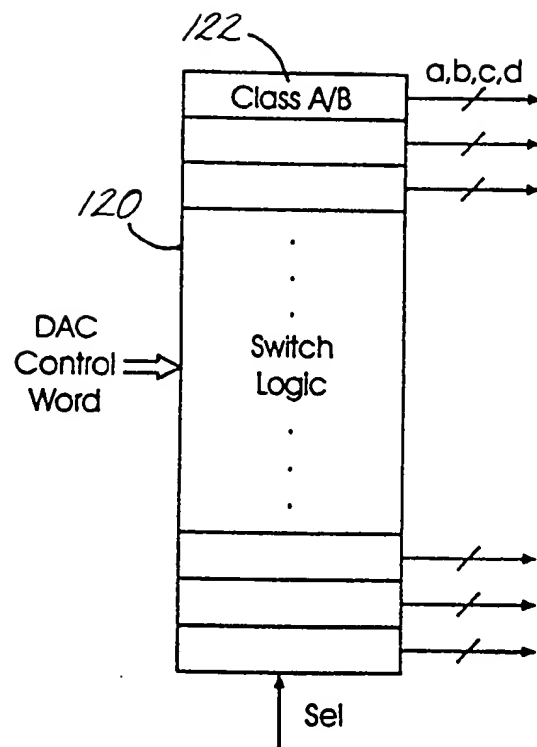 122
a,b,c,d
Class A/B
120
DAC
Control
Word
Switch
Logic
Sel